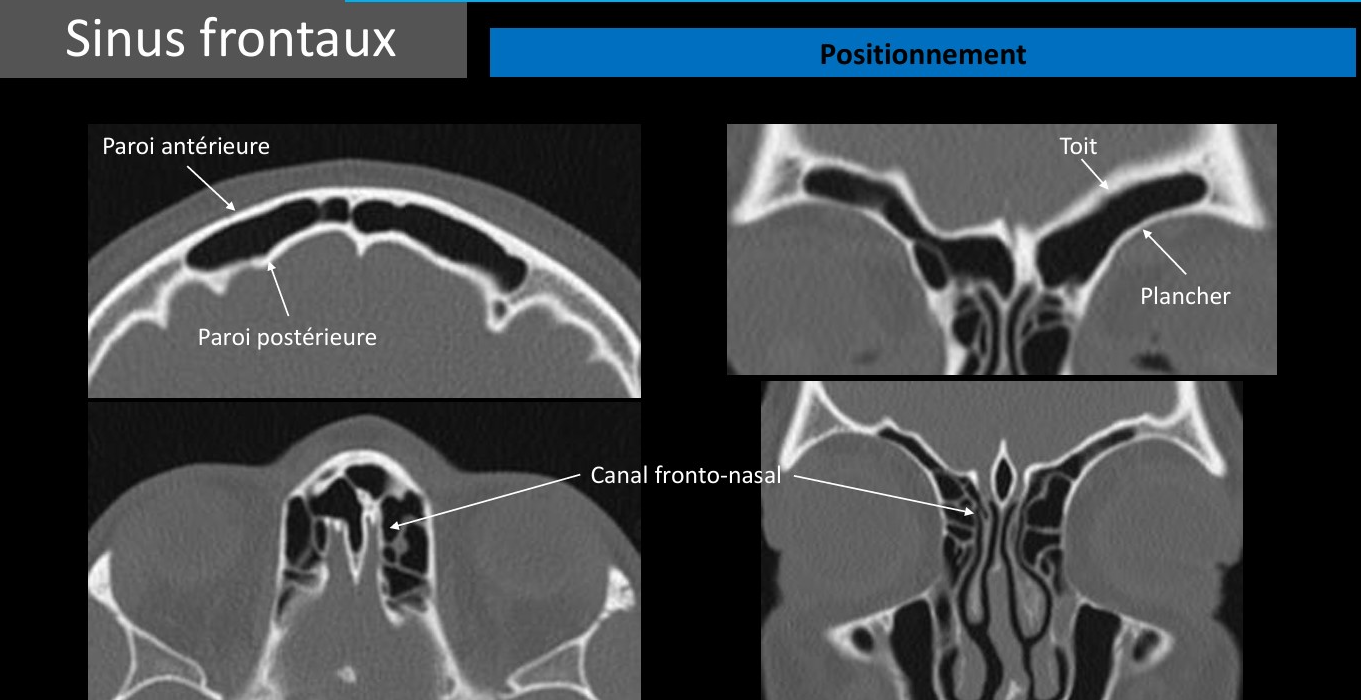 Sinus frontaux
Positionnement
Paroi antérieure
Toit
Plancher
Paroi postérieure
Canal fronto-nasal